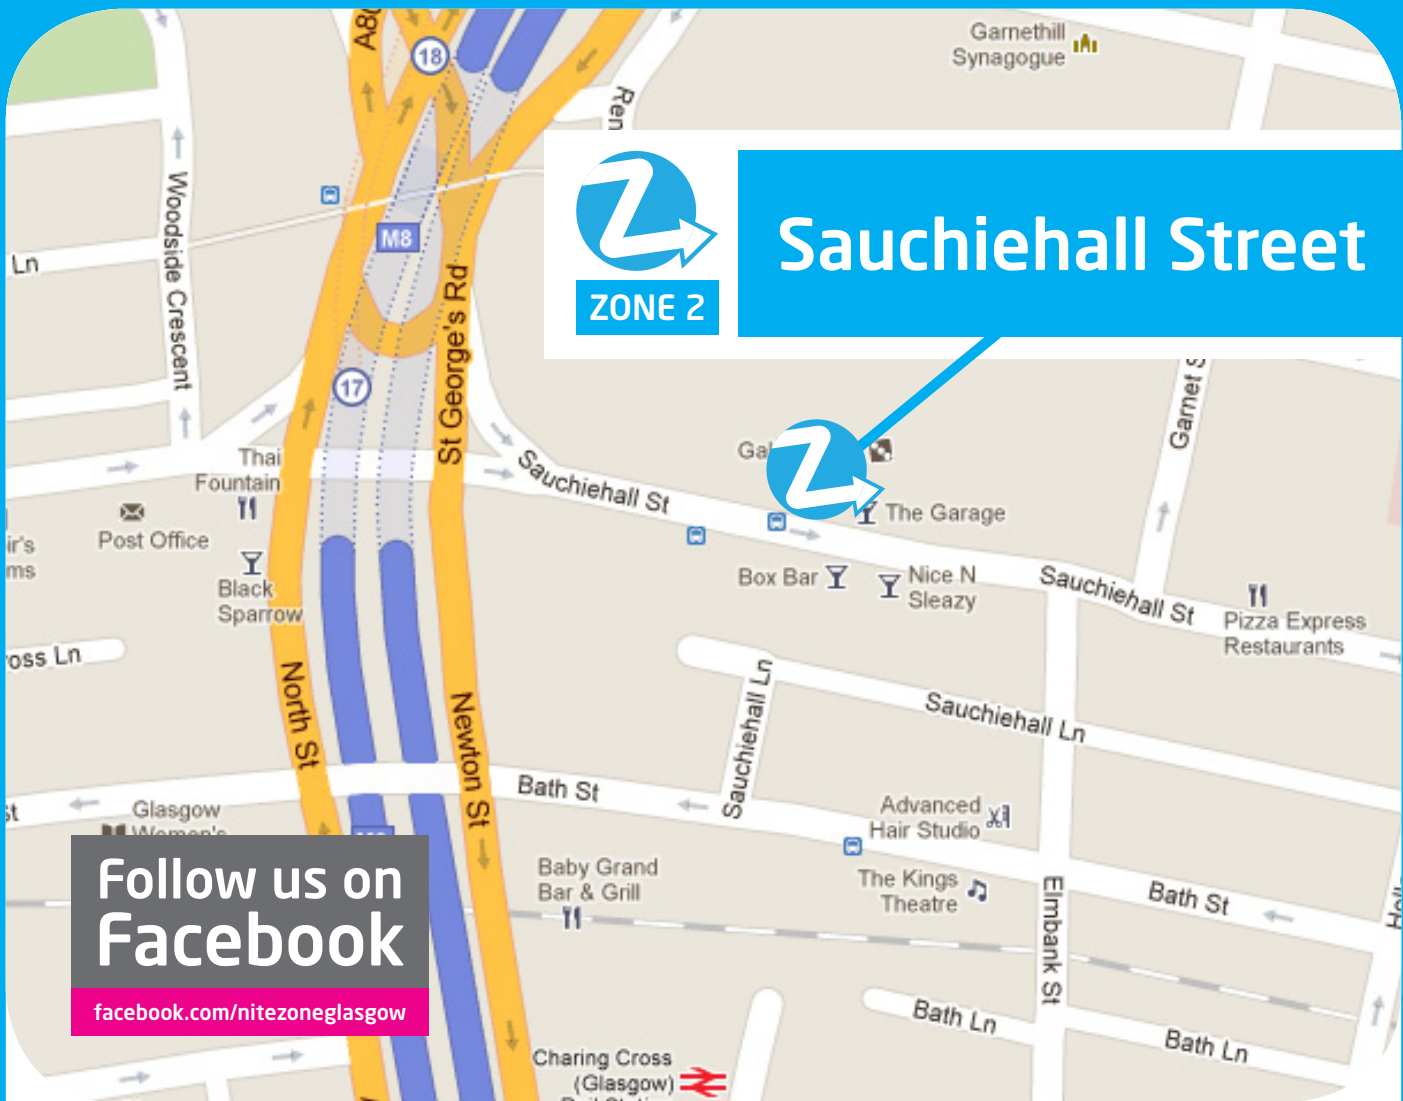 A80
18
Garnethill
Synagogue
Z
ZONE 2
Sauchiehall Street
Woodside Crescent
M8
Ln
St George's Rd
17
Garnet S
Thai
Fountain
Sauchiehall St
Z
The Garage
Post Office
Black
Sparrow
Box Bar
Nice N
Sleazy
Sauchiehall St
Pizza Express
Restaurants
oss Ln
North St
Newton St
Sauchiehall Ln
Sauchiehall Ln
Bath St
St
Glasgow
Women's
Advanced
Hair Studio
Baby Grand
Bar & Grill
The Kings
Theatre
Elmbank St
Bath St
Follow us on
Facebook
facebook.com/nitezoneglasgow
Bath Ln
Bath Ln
Charing Cross
(Glasgow)